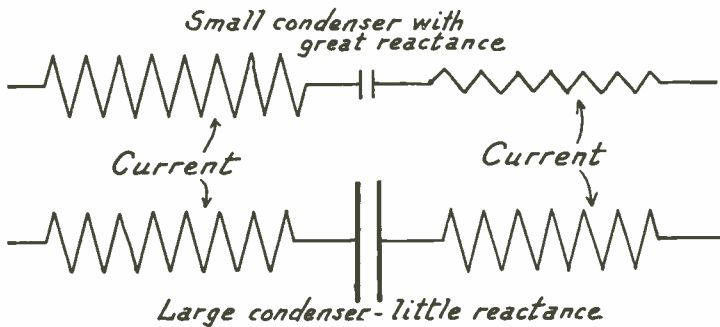 Small condenser with
great reactance
Current
Current
Large condenser - little reactance